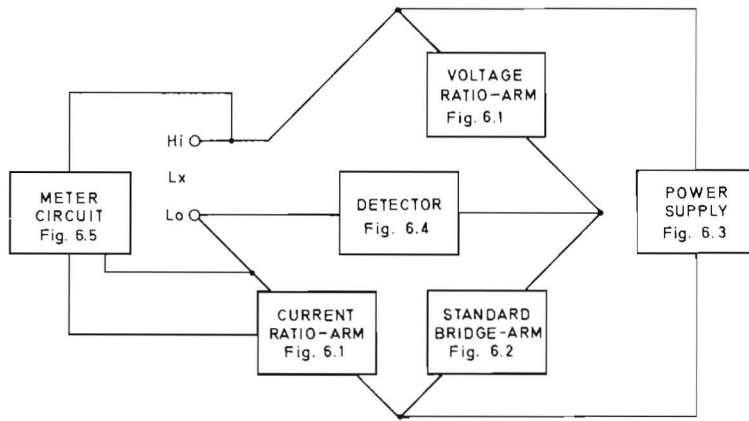 VOLTAGE
RATIO-ARM
Fig. 6.1
Hi
Lx
Lo
METER
CIRCUIT
Fig. 6.5
DETECTOR
Fig. 6.4
POWER
SUPPLY
Fig. 6.3
CURRENT
RATIO-ARM
Fig. 6.1
STANDARD
BRIDGE-ARM
Fig. 6.2